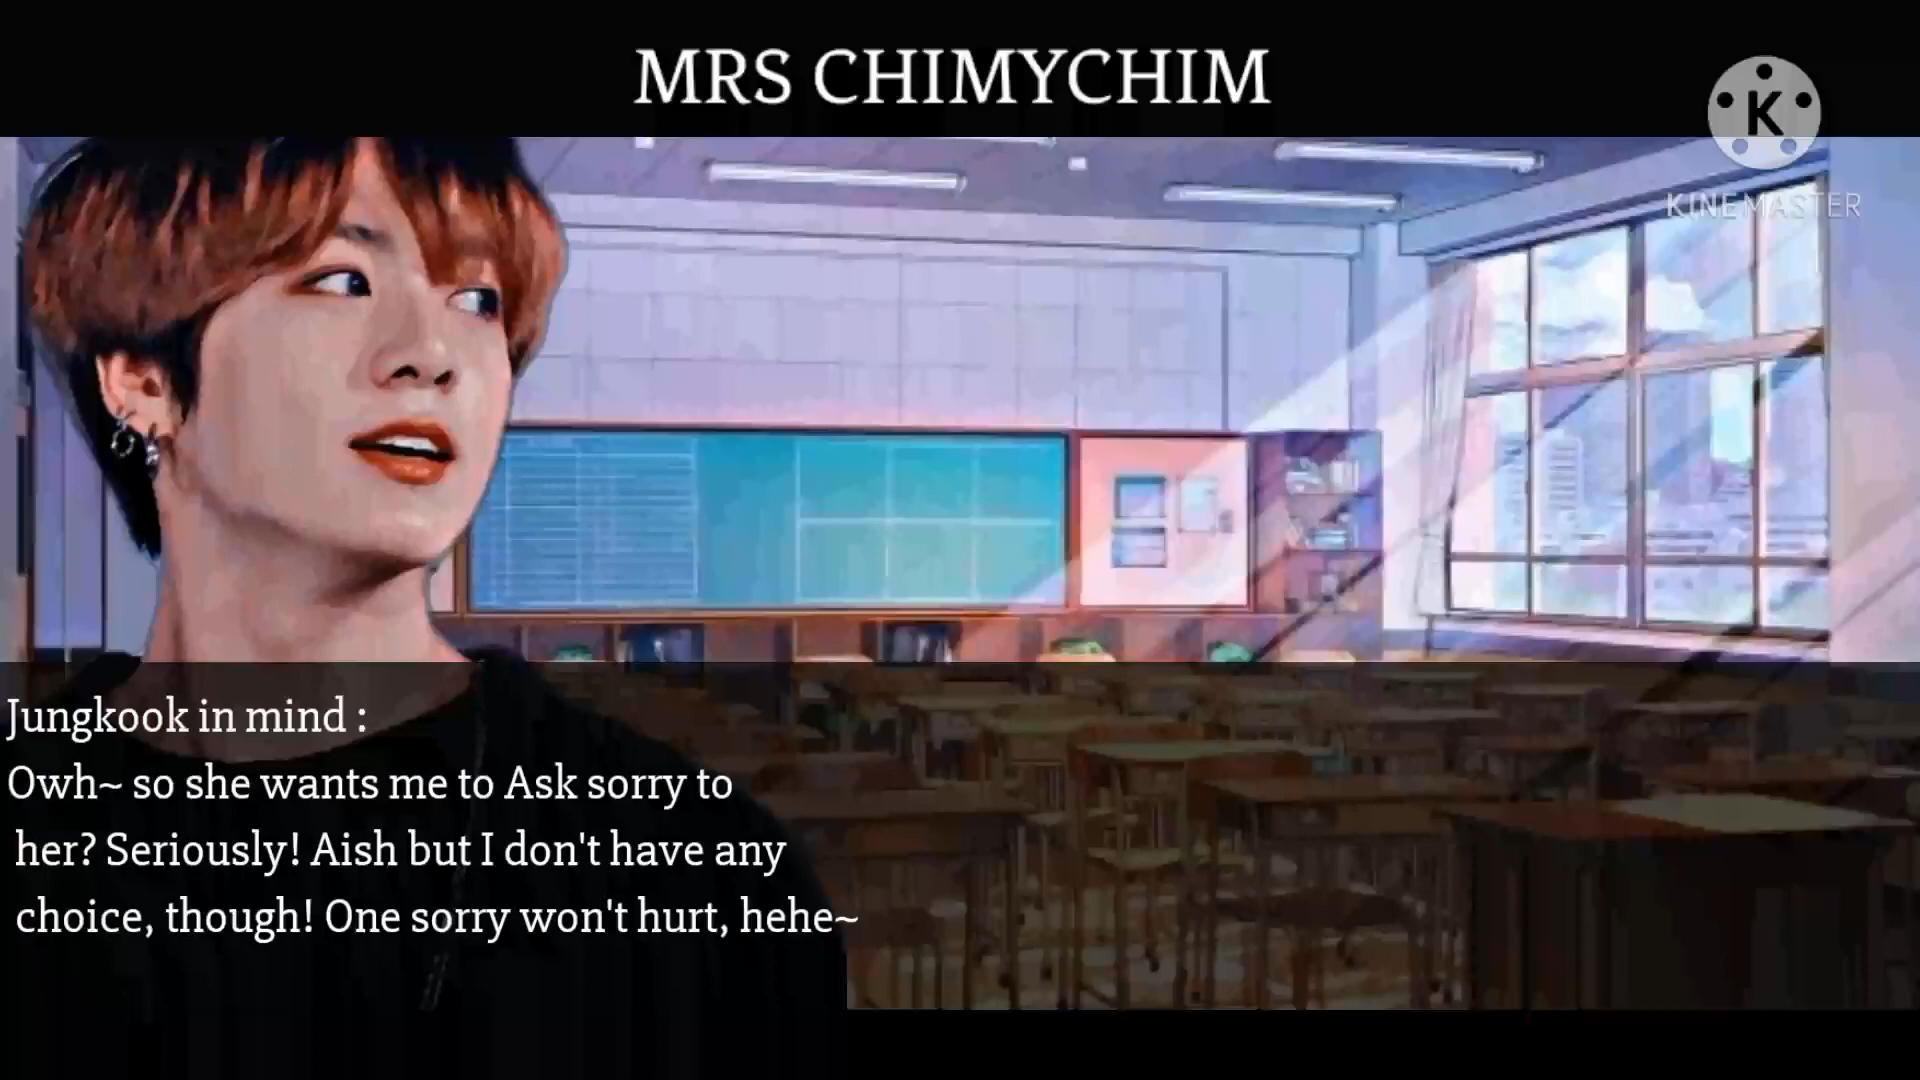 MRS CHIMYCHIM
K
KINEMASTER
Jungkook in mind :
Owh~ so she wants me to Ask sorry to
her? Seriously! Aish but I don't have any
choice, though! One sorry won't hurt, hehe~